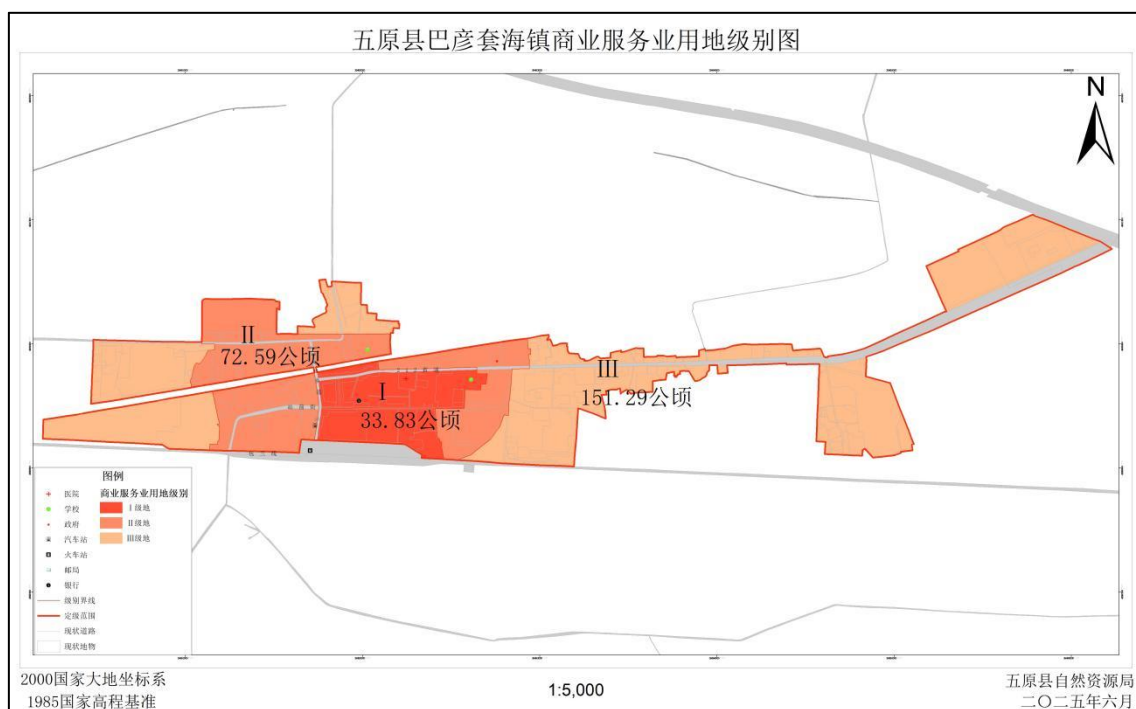 五原县巴彦套海镇商业服务业用地级别图
N
II
72.59公顷
I
33.83公顷
III
151.29公顷
图例
医院
学校
政府
汽车站
火车站
邮局
银行
级别界线
定级范围
现状道路
现状地物
商业服务业用地级别
I 级地
II 级地
III级地
2000国家大地坐标系
1985国家高程基准
1:5,000
五原县自然资源局
二〇二五年六月